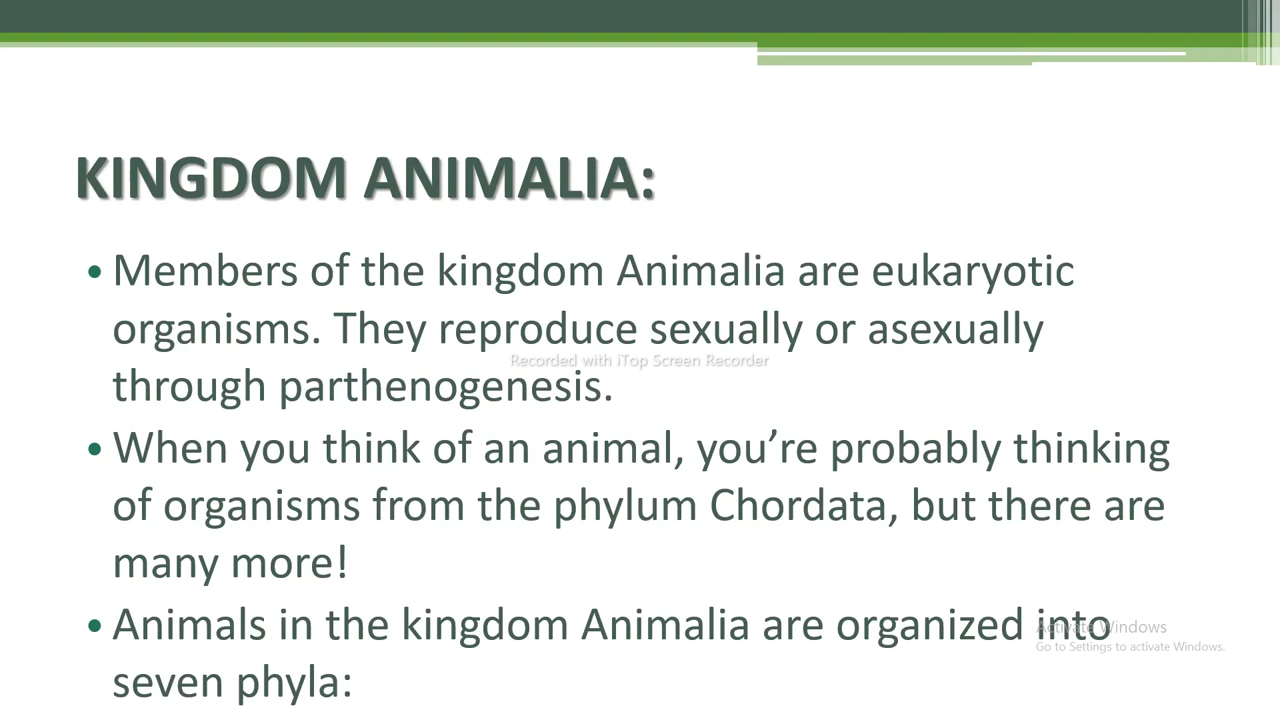 KINGDOM ANIMALIA:
• Members of the kingdom Animalia are eukaryotic
organisms. They reproduce sexually or asexually
Recorded with iTop Screen Recorder
through parthenogenesis.
• When you think of an animal, you’re probably thinking
of organisms from the phylum Chordata, but there are
many more!
• Animals in the kingdom Animalia are organized into
Activate Windows
Go to Settings to activate Windows.
seven phyla: